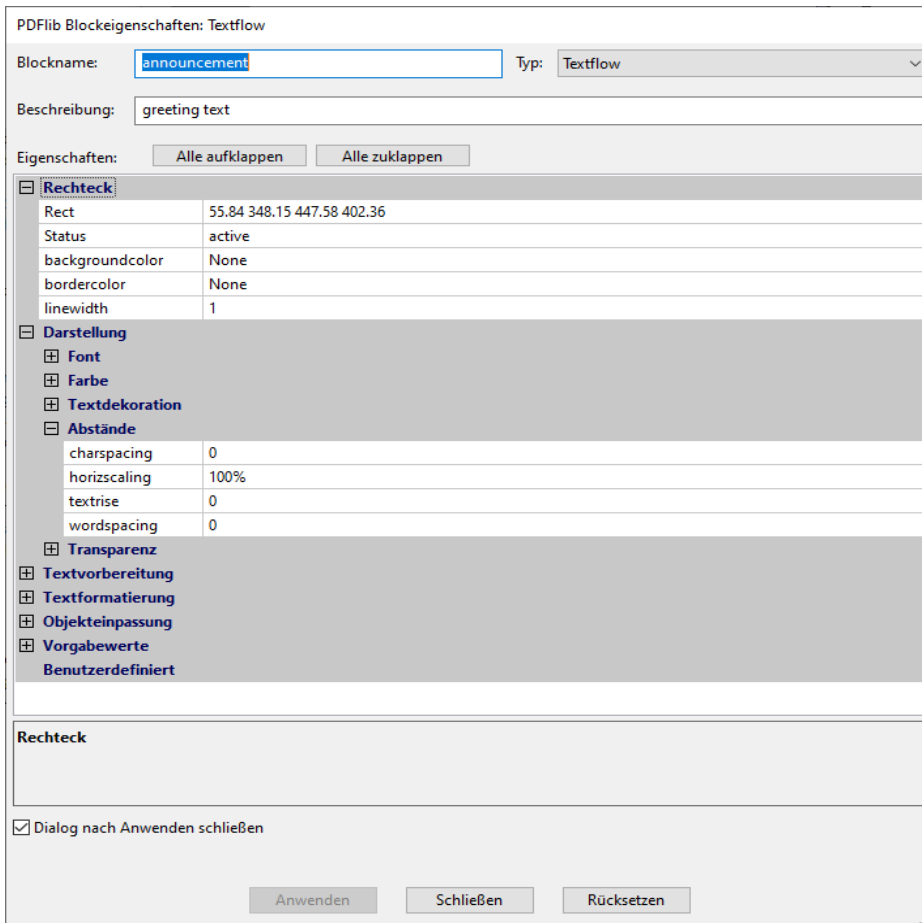 PDFlib Blockeigenschaften: Textflow
Blockname: announcement Typ: Textflow
Beschreibung: greeting text
Eigenschaften: Alle aufklappen Alle zuklappen
Rechteck
Rect 55.84 348.15 447.58 402.36
Status active
backgroundcolor None
bordercolor None
linewidth 1
Darstellung
Font
Farbe
Textdekoration
Abstände
charspacing 0
horizscaling 100%
textrise 0
wordspacing 0
Transparenz
Textvorbereitung
Textformatierung
Objekteinpassung
Vorgabewerte
Benutzerdefiniert
Rechteck
Dialog nach Anwenden schließen
Anwenden Schließen Rücksetzen